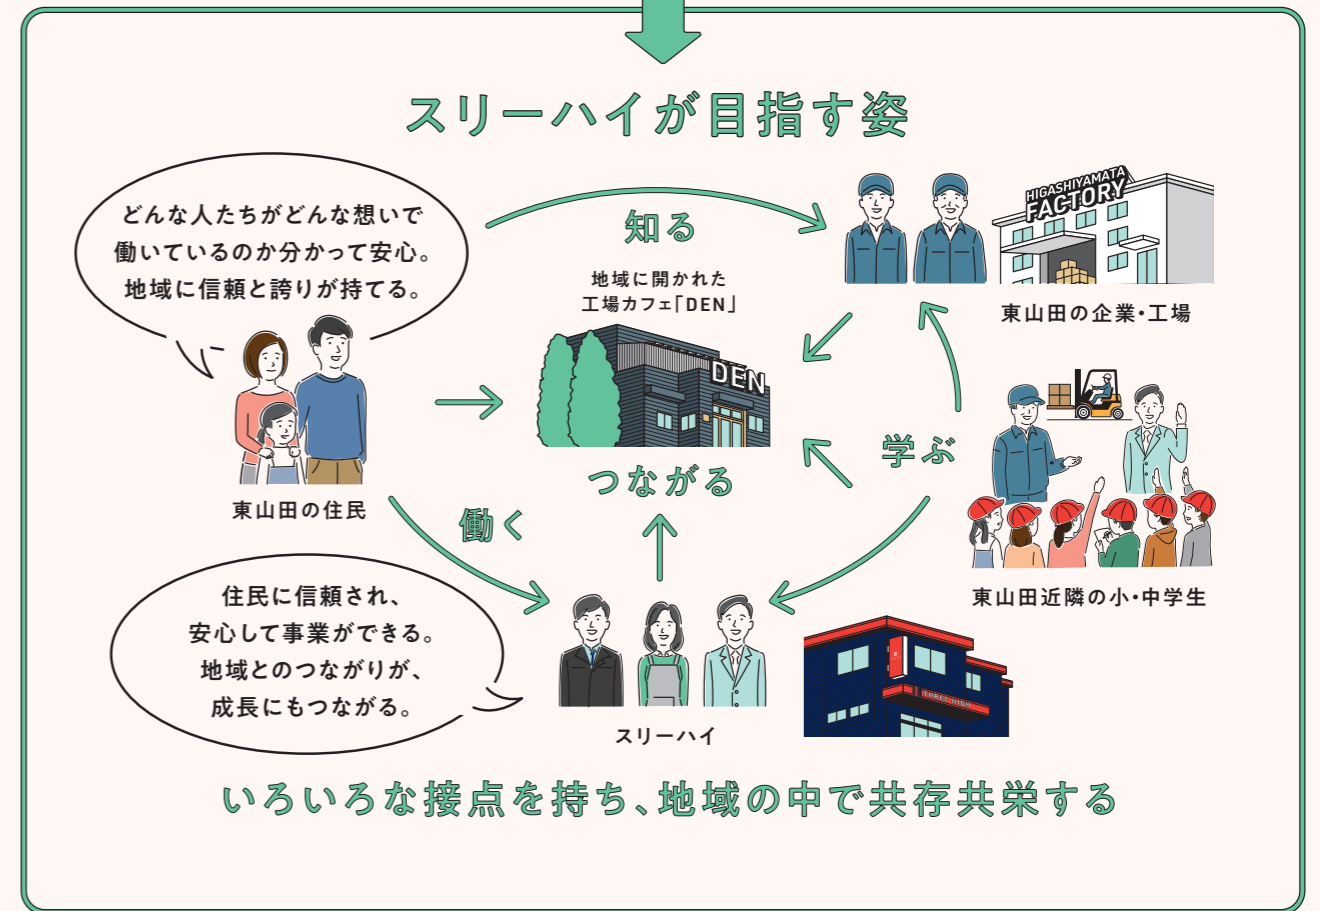 スリーハイが目指す姿
どんな人たちがどんな想いで
働いているのか分かって安心。
地域に信頼と誇りが持てる。
知る
HIGASHIYAMATA
FACTORY
東山田の企業・工場
地域に開かれた
工場カフェ「DEN」
DEN
つながる
学ぶ
東山田の住民
働く
東山田近隣の小・中学生
住民に信頼され、
安心して事業ができる。
地域とのつながりが、
成長にもつながる。
THREE HIGH
スリーハイ
いろいろな接点を持ち、地域の中で共存共栄する